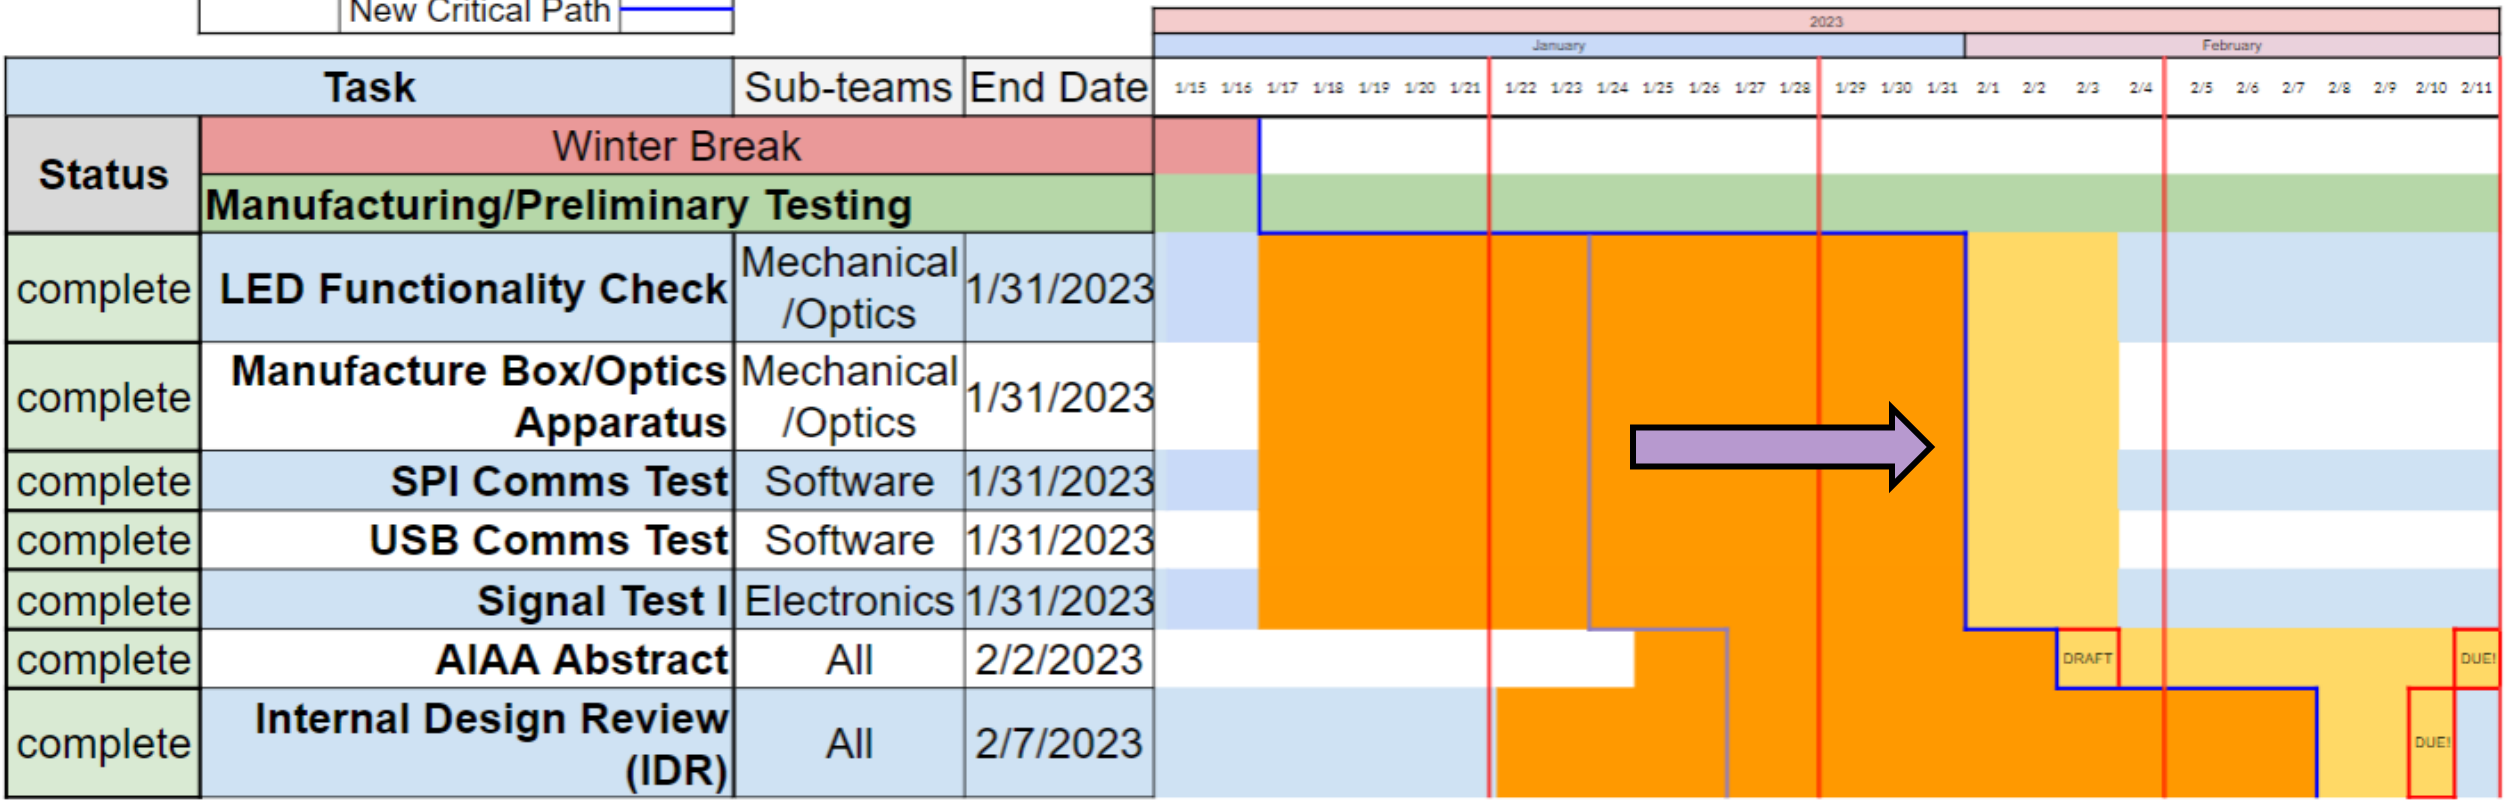 New Critical Path
2023
January February
Task Sub-teams End Date 1/15 1/16 1/17 1/18 1/19 1/20 1/21 1/22 1/23 1/24 1/25 1/26 1/27 1/28 1/29 1/30 1/31 2/1 2/2 2/3 2/4 2/5 2/6 2/7 2/8 2/9 2/10 2/11
Status
Winter Break
Manufacturing/Preliminary Testing
complete LED Functionality Check Mechanical
/Optics 1/31/2023
complete Manufacture Box/Optics
Apparatus Mechanical
/Optics 1/31/2023
complete SPI Comms Test Software 1/31/2023
complete USB Comms Test Software 1/31/2023
complete Signal Test I Electronics 1/31/2023
complete AIAA Abstract All 2/2/2023 DRAFT DUE!
complete Internal Design Review
(IDR) All 2/7/2023 DUE!